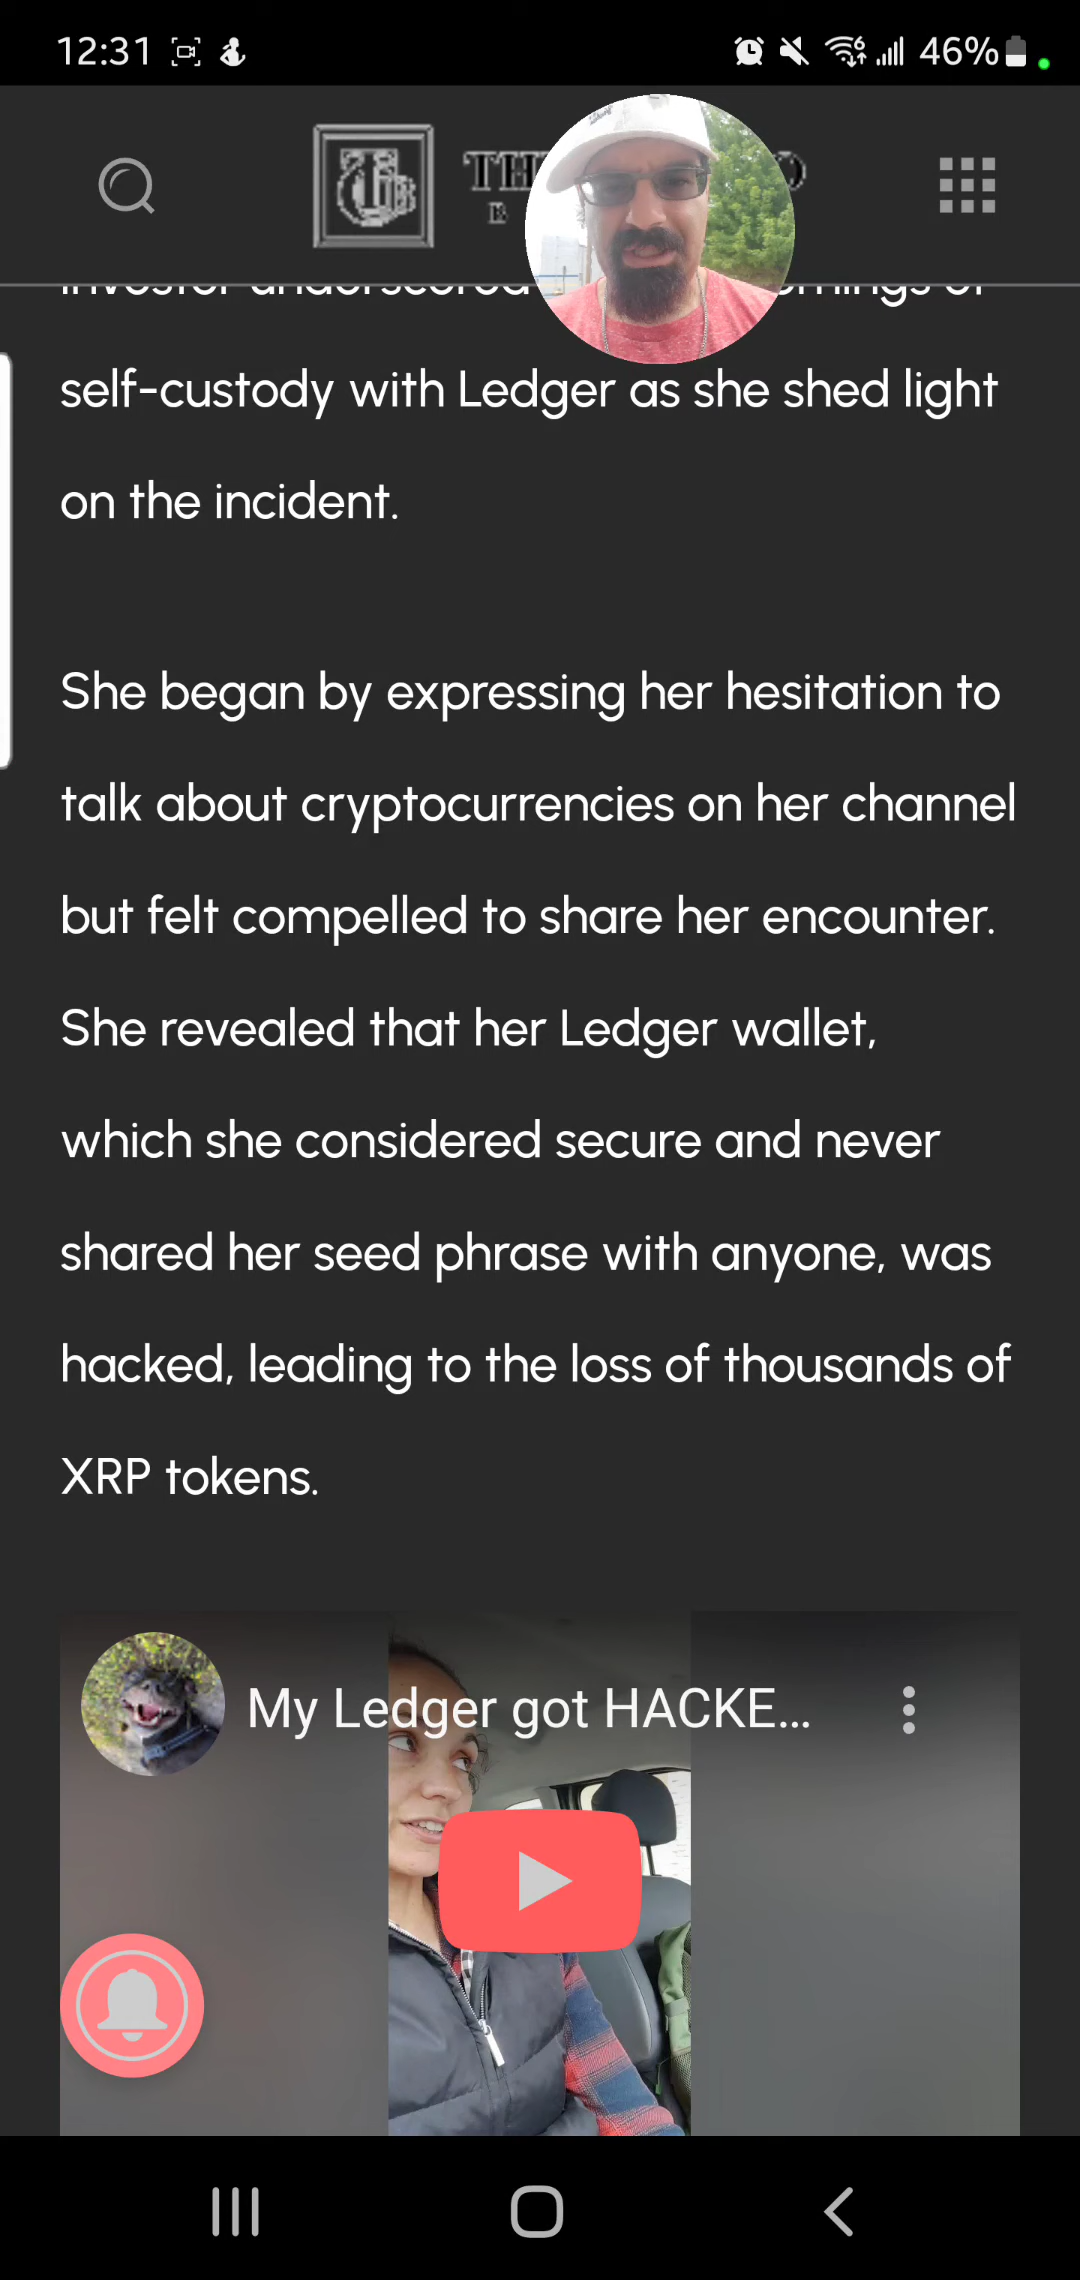 12:31
46%
self-custody with Ledger as she shed light
on the incident.
She began by expressing her hesitation to
talk about cryptocurrencies on her channel
but felt compelled to share her encounter.
She revealed that her Ledger wallet,
which she considered secure and never
shared her seed phrase with anyone, was
hacked, leading to the loss of thousands of
XRP tokens.
My Ledger got HACKE...